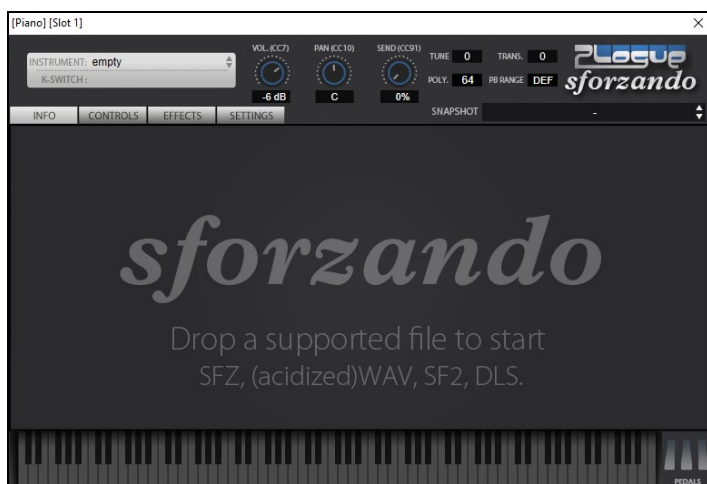 [Piano] [Slot 1]
INSTRUMENT: empty
K-SWITCH :
VOL. (CC7)
-6 dB
PAN (CC10)
C
SEND (CC91)
0%
TUNE 0 TRANS. 0
POLY. 64 PB RANGE DEF
Plogue
sforzando
INFO CONTROLS EFFECTS SETTINGS
SNAPSHOT -
sforzando
Drop a supported file to start
SFZ, (acidized)WAV, SF2, DLS.
PEDALS